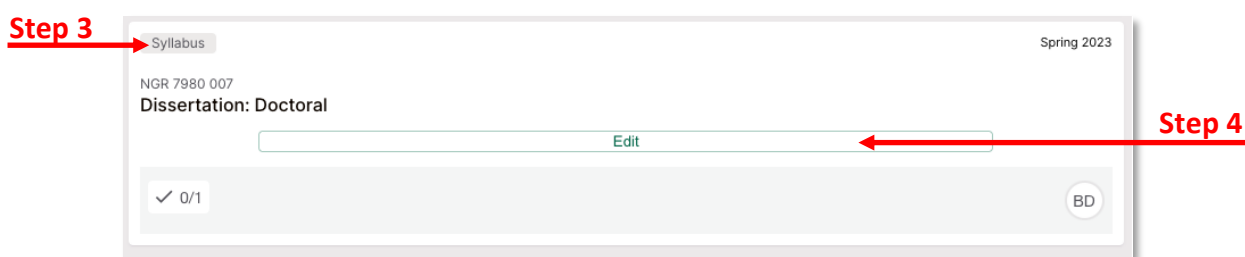 Step 3
Syllabus
Spring 2023
NGR 7980 007
Dissertation: Doctoral
Step 4
Edit
0/1
BD